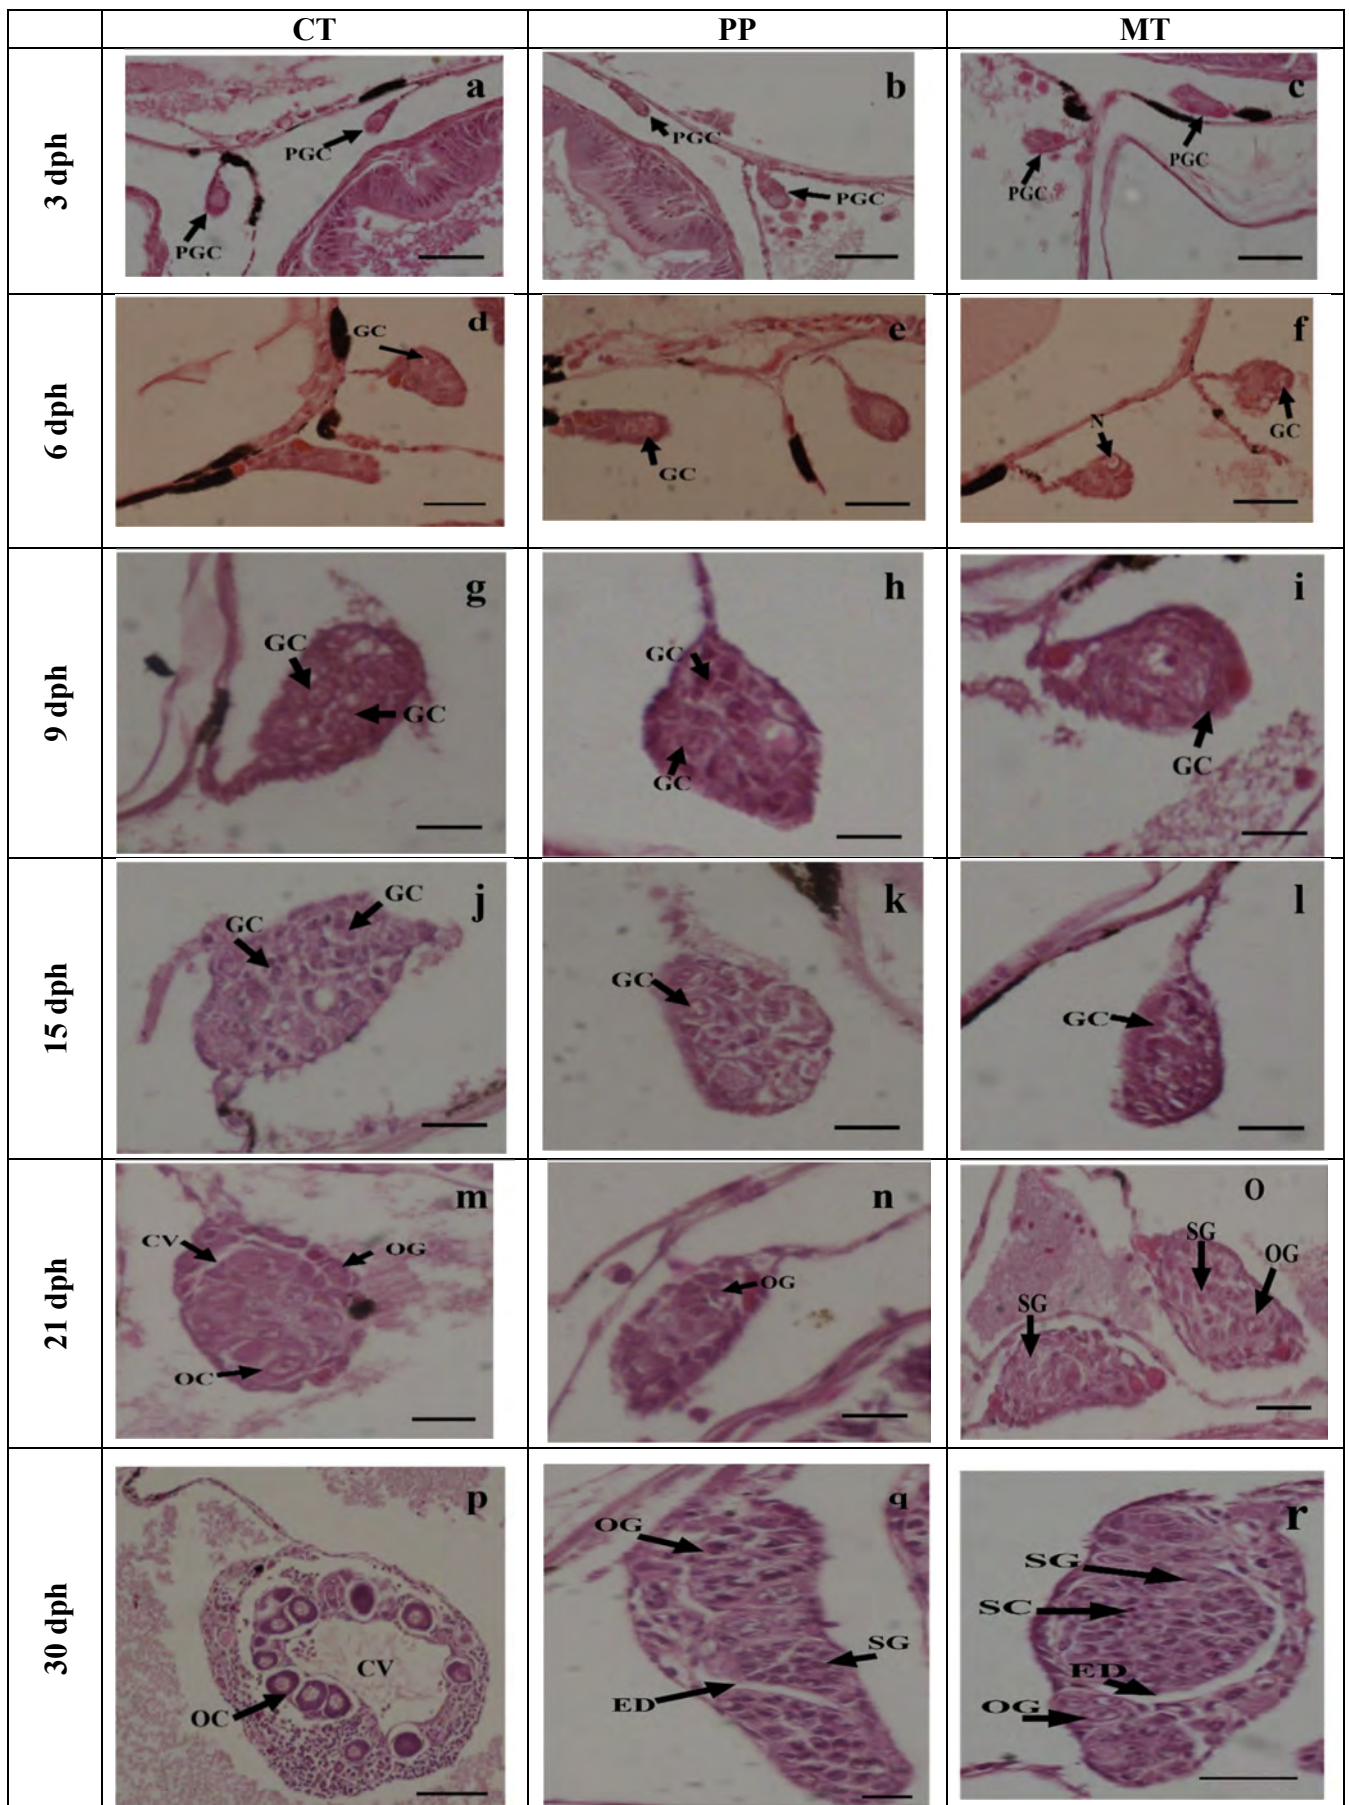 CT PP MT
3 dph
a
PGC
PGC
b
PGC
PGC
c
PGC
PGC
6 dph
d
GC
e
GC
f
N
GC
9 dph
g
GC
GC
h
GC
GC
i
GC
15 dph
j
GC
GC
k
GC
l
GC
21 dph
m
CV
OG
OC
n
OG
O
SG
OG
SG
30 dph
p
CV
OC
q
OG
SG
ED
r
SG
SC
ED
OG